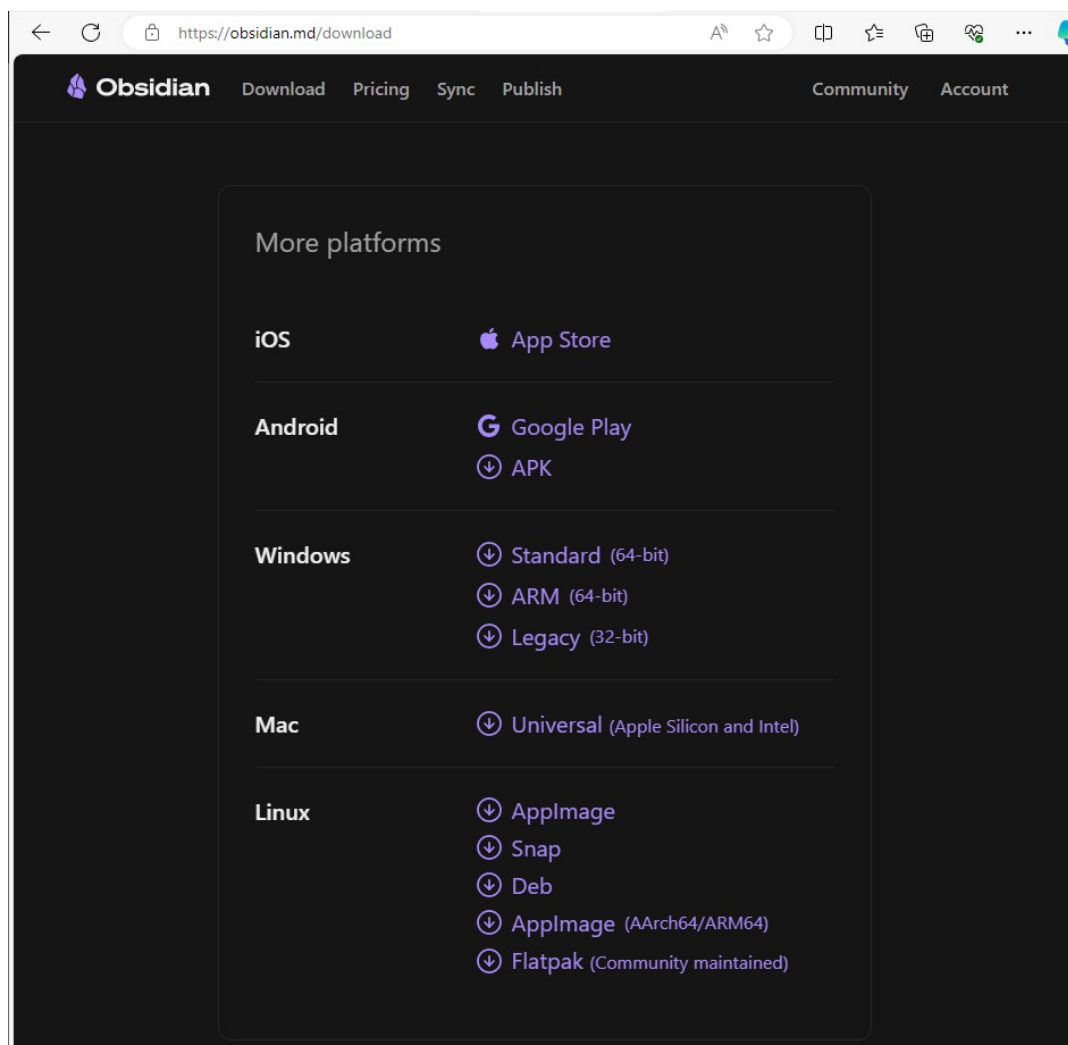 https://obsidian.md/download
Obsidian Download Pricing Sync Publish Community Account
More platforms
iOS App Store
Android Google Play
APK
Windows Standard (64-bit)
ARM (64-bit)
Legacy (32-bit)
Mac Universal (Apple Silicon and Intel)
Linux AppImage
Snap
Deb
AppImage (AArch64/ARM64)
Flatpak (Community maintained)